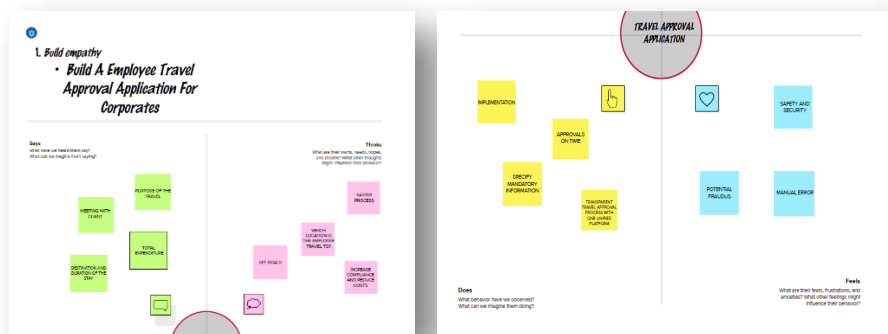 1. Build empathy
• Build A Employee Travel
Approval Application For
Corporates
Says
What have we heard them say?
What can we imagine them saying?
Thinks
What are their wants, needs, hopes,
and dreams? What other thoughts
might influence their behavior?
PURPOSE OF THE
TRAVEL
MEETING WITH
CLIENT
TOTAL
EXPENDITURE
DESTINATION AND
DURATION OF THE
STAY
FASTER
PROCESS
WHICH
LOCATION IS
THE EMPLOYEE
TRAVEL TO?
SET GOALS
INCREASE
COMPLIANCE
AND REDUCE
COSTS
TRAVEL APPROVAL
APPLICATION
IMPLEMENTATION
APPROVALS
ON TIME
SPECIFY
MANDATORY
INFORMATION
TRANSPARENT
TRAVEL APPROVAL
PROCESS WITH
ONE UNIFIED
PLATFORM
SAFETY AND
SECURITY
POTENTIAL
FRAUDUS
MANUAL ERROR
Does
What behavior have we observed?
What can we imagine them doing?
Feels
What are their fears, frustrations, and
anxieties? What other feelings might
influence their behavior?